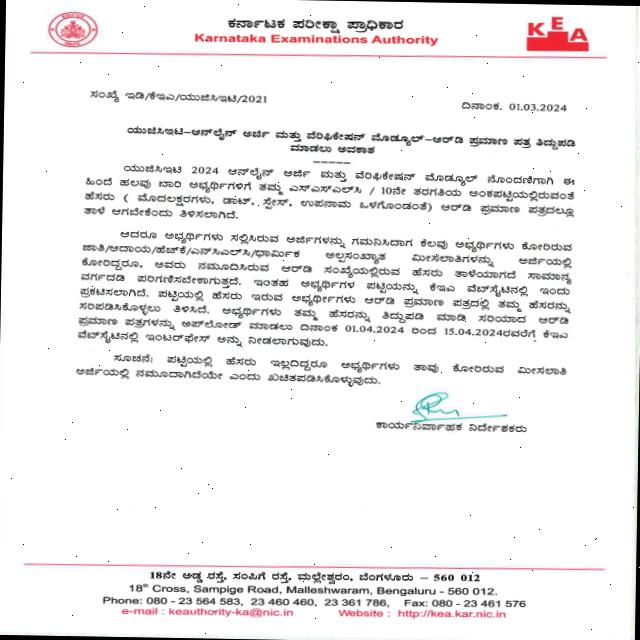 ಕರ್ನಾಟಕ ಪರೀಕ್ಷಾ ಪ್ರಾಧಿಕಾರ
Karnataka Examinations Authority
KEA
ಸಂಖ್ಯೆ ಇಡಿ/ಕೆಇಎ/ಯುಜಿಸಿಇಟಿ/2021
ದಿನಾಂಕ. 01.03.2024
ಯುಜಿಸಿಇಟಿ–ಆನ್‌ಲೈನ್ ಅರ್ಜಿ ಮತ್ತು ವೆರಿಫಿಕೇಷನ್ ಮೊಡ್ಯೂಲ್–ಆರ್‌ಡಿ ಪ್ರಮಾಣ ಪತ್ರ ತಿದ್ದುಪಡಿ
ಮಾಡಲು ಅವಕಾಶ
-----
ಯುಜಿಸಿಇಟಿ 2024 ಆನ್‌ಲೈನ್ ಅರ್ಜಿ ಮತ್ತು ವೆರಿಫಿಕೇಷನ್ ಮೊಡ್ಯೂಲ್ ನೊಂದಣಿಗಾಗಿ ಈ
ಹಿಂದೆ ಹಲವು ಬಾರಿ ಅಭ್ಯರ್ಥಿಗಳಿಗೆ ತಮ್ಮ ಎಸ್‌ಎಸ್‌ಎಲ್‌ಸಿ / 10ನೇ ತರಗತಿಯ ಅಂಕಪಟ್ಟಿಯಲ್ಲಿರುವಂತೆ
ಹೆಸರು ( ಮೊದಲಕ್ಷರಗಳು, ಡಾಟ್, ಸ್ಪೇಸ್, ಉಪನಾಮ ಒಳಗೊಂಡಂತೆ) ಆರ್‌ಡಿ ಪ್ರಮಾಣ ಪತ್ರದಲ್ಲೂ
ತಾಳೆ ಆಗಬೇಕೆಂದು ತಿಳಿಸಲಾಗಿದೆ.
ಆದರೂ ಅಭ್ಯರ್ಥಿಗಳು ಸಲ್ಲಿಸಿರುವ ಅರ್ಜಿಗಳನ್ನು ಗಮನಿಸಿದಾಗ ಕೆಲವು ಅಭ್ಯರ್ಥಿಗಳು ಕೋರಿರುವ
ಜಾತಿ/ಆದಾಯ/ಹೆಚ್‌ಕೆ/ಎನ್‌ಸಿಎಲ್‌ಸಿ/ಧಾರ್ಮಿಕ ಅಲ್ಪಸಂಖ್ಯಾತ ಮೀಸಲಾತಿಗಳನ್ನು ಅರ್ಜಿಯಲ್ಲಿ
ಕೋರಿದ್ದರೂ, ಅವರು ನಮೂದಿಸಿರುವ ಆರ್‌ಡಿ ಸಂಖ್ಯೆಯಲ್ಲಿರುವ ಹೆಸರು ತಾಳೆಯಾಗದೆ ಸಾಮಾನ್ಯ
ವರ್ಗದಡಿ ಪರಿಗಣಿಸಬೇಕಾಗುತ್ತದೆ. ಇಂತಹ ಅಭ್ಯರ್ಥಿಗಳ ಪಟ್ಟಿಯನ್ನು ಕೆಇಎ ವೆಬ್‌ಸೈಟಿನಲ್ಲಿ ಇಂದು
ಪ್ರಕಟಿಸಲಾಗಿದೆ. ಪಟ್ಟಿಯಲ್ಲಿ ಹೆಸರು ಇರುವ ಅಭ್ಯರ್ಥಿಗಳು ಆರ್‌ಡಿ ಪ್ರಮಾಣ ಪತ್ರದಲ್ಲಿ ತಮ್ಮ ಹೆಸರನ್ನು
ಸರಿಪಡಿಸಿಕೊಳ್ಳಲು ತಿಳಿಸಿದೆ. ಅಭ್ಯರ್ಥಿಗಳು ತಮ್ಮ ಹೆಸರನ್ನು ತಿದ್ದುಪಡಿ ಮಾಡಿ ಸರಿಯಾದ ಆರ್‌ಡಿ
ಪ್ರಮಾಣ ಪತ್ರಗಳನ್ನು ಅಪ್‌ಲೋಡ್ ಮಾಡಲು ದಿನಾಂಕ 01.04.2024 ರಿಂದ 15.04.2024ರವರೆಗೆ ಕೆಇಎ
ವೆಬ್‌ಸೈಟಿನಲ್ಲಿ ಇಂಟರ್‌ಫೇಸ್ ಅನ್ನು ನೀಡಲಾಗುವುದು.
ಸೂಚನೆ: ಪಟ್ಟಿಯಲ್ಲಿ ಹೆಸರು ಇಲ್ಲದಿದ್ದರೂ ಅಭ್ಯರ್ಥಿಗಳು ತಾವು ಕೋರಿರುವ ಮೀಸಲಾತಿ
ಅರ್ಜಿಯಲ್ಲಿ ನಮೂದಾಗಿದೆಯೇ ಎಂದು ಖಚಿತಪಡಿಸಿಕೊಳ್ಳುವುದು.
ಕಾರ್ಯನಿರ್ವಾಹಕ ನಿರ್ದೇಶಕರು
18ನೇ ಅಡ್ಡ ರಸ್ತೆ, ಸಂಪಿಗೆ ರಸ್ತೆ, ಮಲ್ಲೇಶ್ವರಂ, ಬೆಂಗಳೂರು – 560 012
18th Cross, Sampige Road, Malleshwaram, Bengaluru - 560 012.
Phone: 080 - 23 564 583, 23 460 460, 23 361 786, Fax: 080 - 23 461 576
e-mail : keauthority-ka@nic.in Website : http://kea.kar.nic.in